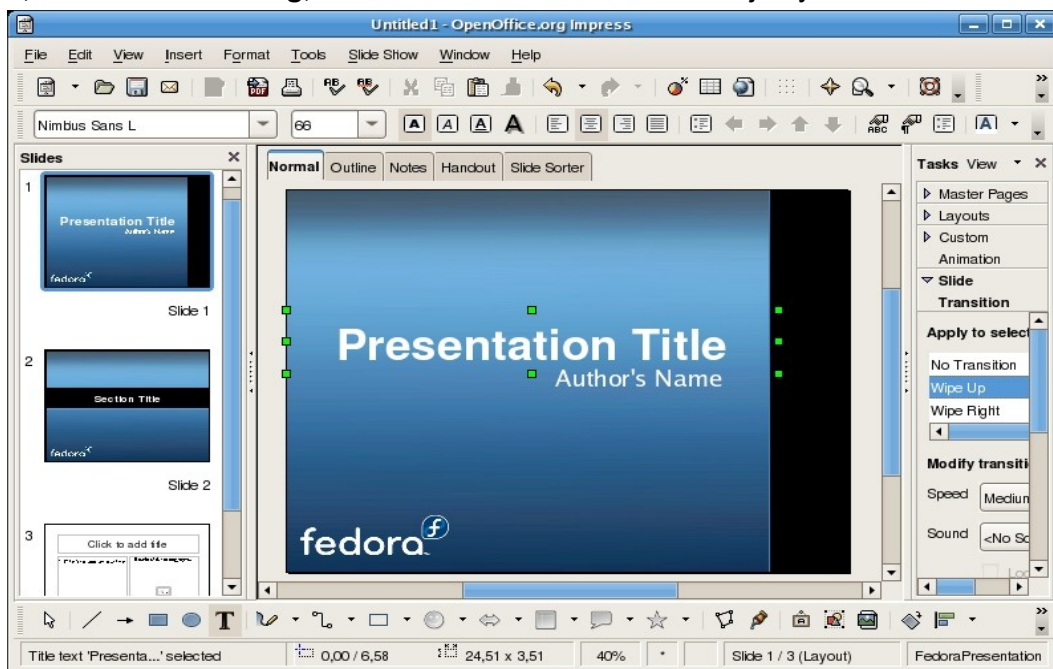 Untitled1 - OpenOffice.org Impress
File Edit View Insert Format Tools Slide Show Window Help
Nimbus Sans L 66
Slides
Normal Outline Notes Handout Slide Sorter
Tasks View
1
Presentation Title
Author's Name
fedora
Slide 1
2
Section Title
fedora
Slide 2
3
Click to add title
Presentation Title
Author's Name
fedora
Master Pages
Layouts
Custom
Animation
Slide
Transition
Apply to select
No Transition
Wipe Up
Wipe Right
Modify transiti
Speed Medium
Sound <No So
Title text 'Presenta...' selected 0,00 / 6,58 24,51 x 3,51 40% * Slide 1 / 3 (Layout) FedoraPresentation